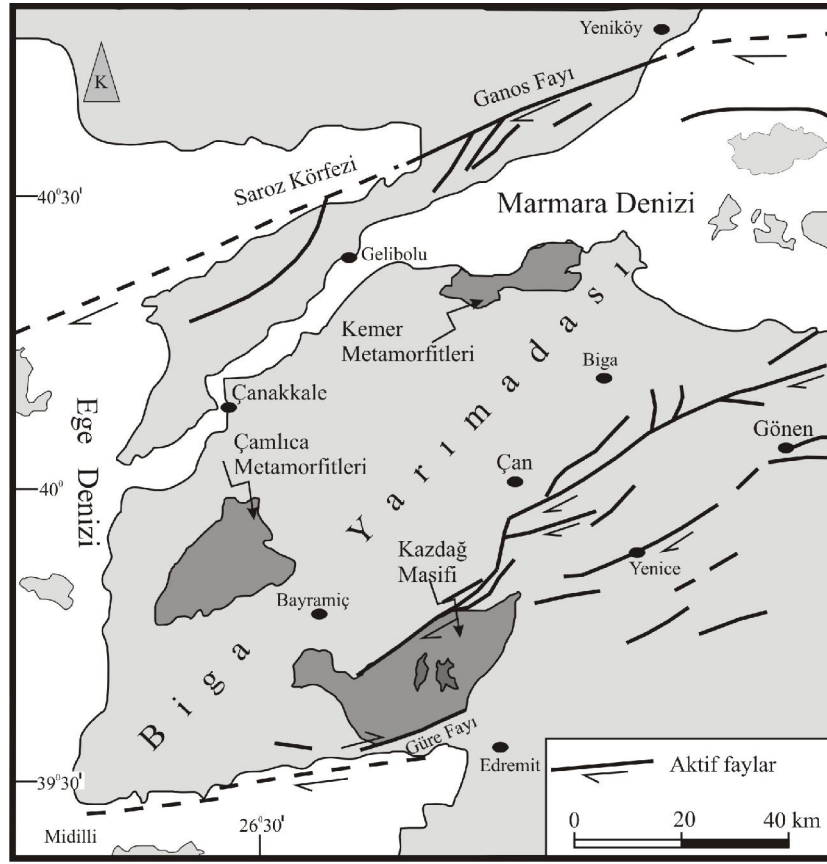 Yeniköy
K
Ganos Fayı
Saroz Körfezi
40°30'
Marmara Denizi
Gelibolu
Kemer
Metamorfitleri
Biga
Çanakkale
Ege Denizi
Çamlıca
Metamorfitleri
Gönen
Çan
40°
Biga Yarımadası
Kazdağ
Masifi
Yenice
Bayramiç
Güre Fayı
Edremit
39°30'
Aktif faylar
Midilli
26°30'
0 20 40 km